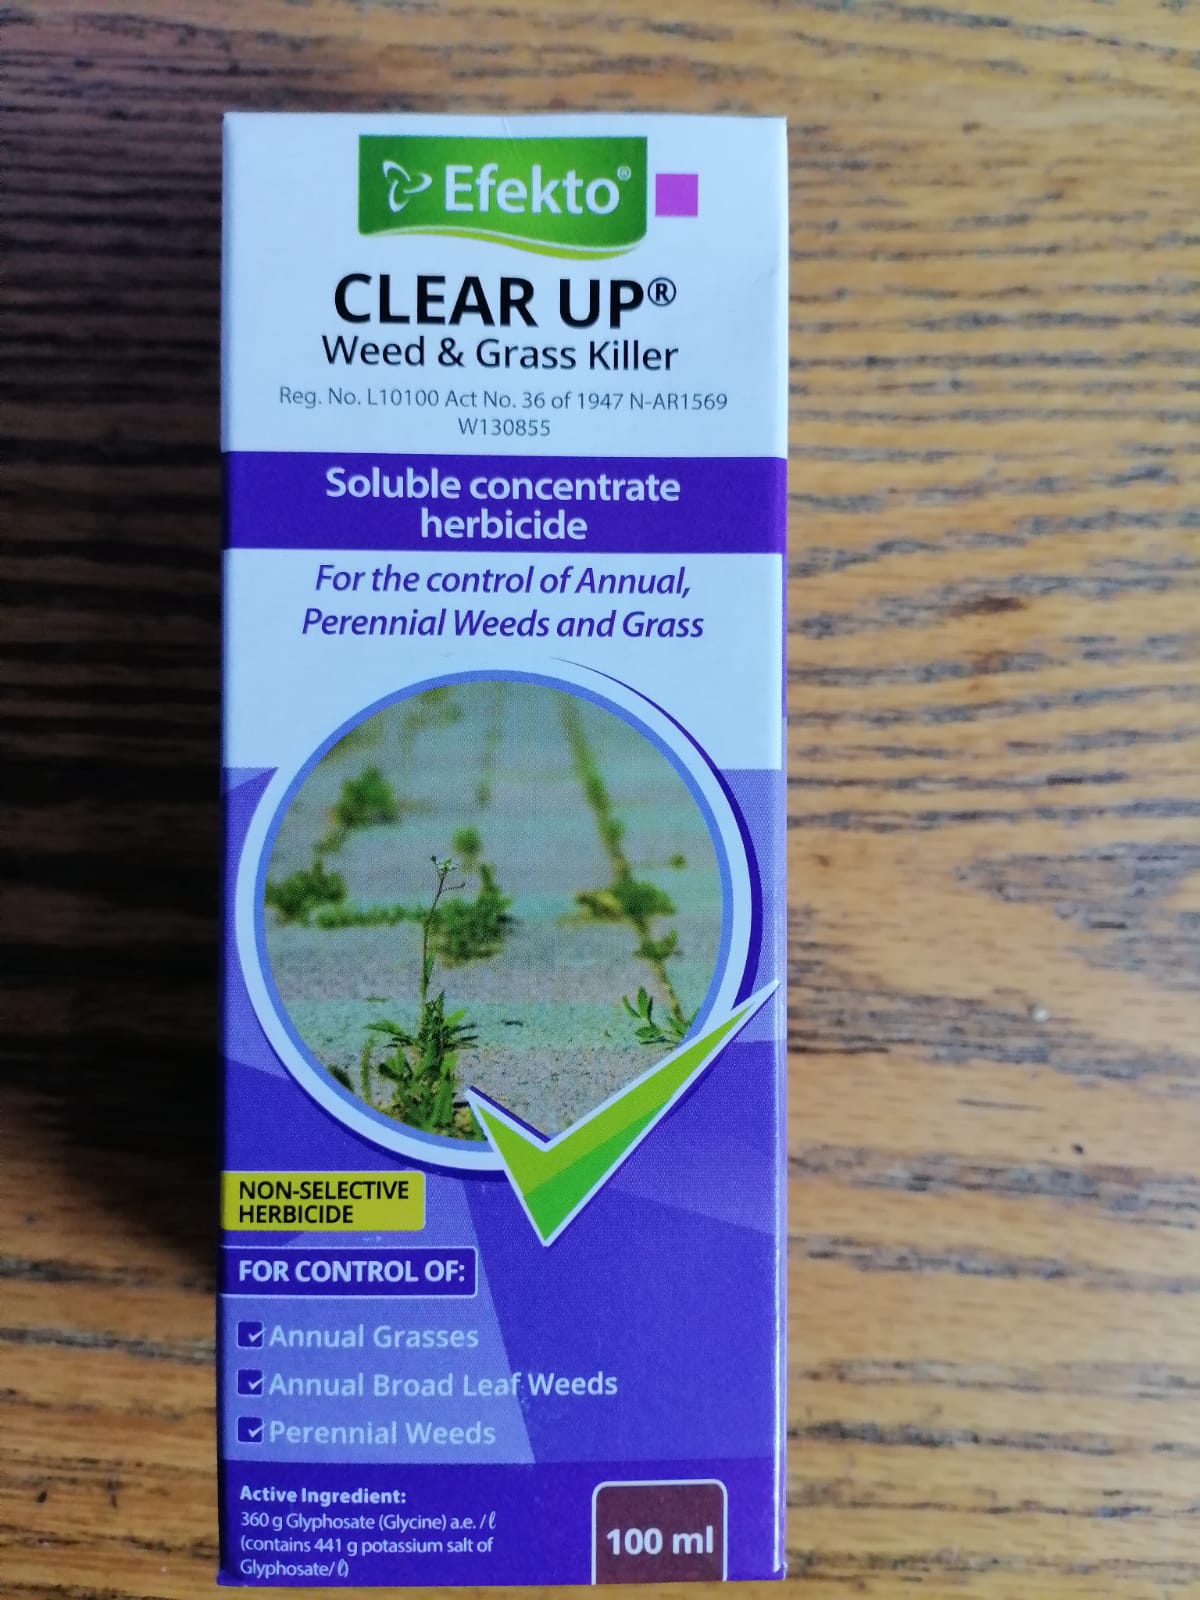 Efekto®
CLEAR UP®
Weed & Grass Killer
Reg. No. L10100 Act No. 36 of 1947 N-AR1569
W130855
Soluble concentrate
herbicide
For the control of Annual,
Perennial Weeds and Grass
NON-SELECTIVE
HERBICIDE
FOR CONTROL OF:
Annual Grasses
Annual Broad Leaf Weeds
Perennial Weeds
Active Ingredient:
360 g Glyphosate (Glycine) a.e. /ℓ
(contains 441 g potassium salt of
Glyphosate/ ℓ)
100 ml